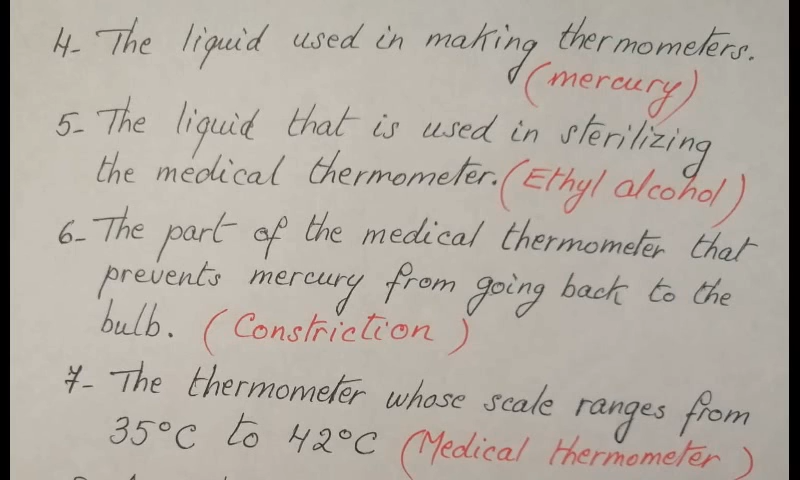 4- The liquid used in making thermometers.
(mercury)
5- The liquid that is used in sterilizing
the medical thermometer. (Ethyl alcohol)
6- The part of the medical thermometer that
prevents mercury from going back to the
bulb. (Constriction)
7- The thermometer whose scale ranges from
35°C to 42°C (Medical thermometer)